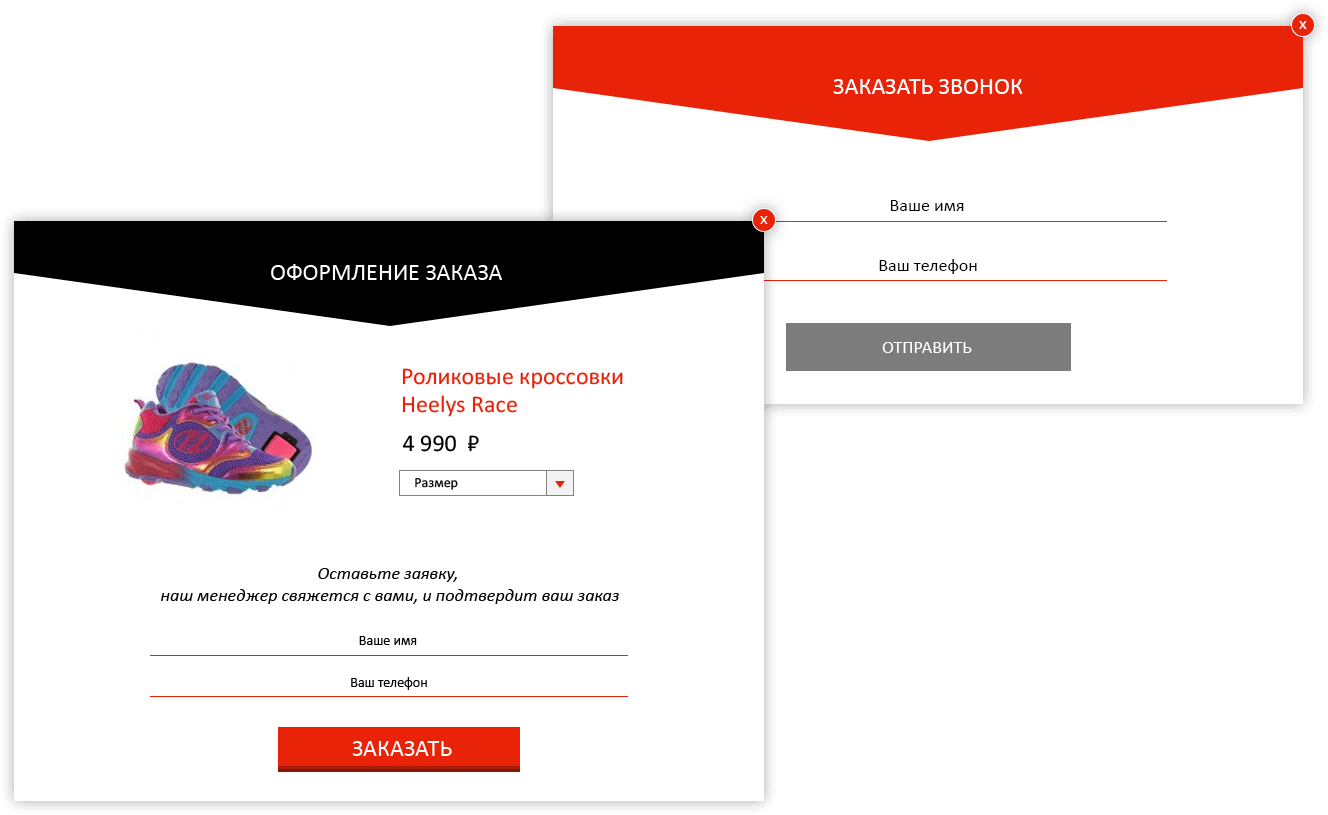 x
ЗАКАЗАТЬ ЗВОНОК
Ваше имя
Ваш телефон
ОТПРАВИТЬ
x
ОФОРМЛЕНИЕ ЗАКАЗА
Роликовые кроссовки
Heelys Race
4 990 ₽
Размер
Оставьте заявку,
наш менеджер свяжется с вами, и подтвердит ваш заказ
Ваше имя
Ваш телефон
ЗАКАЗАТЬ